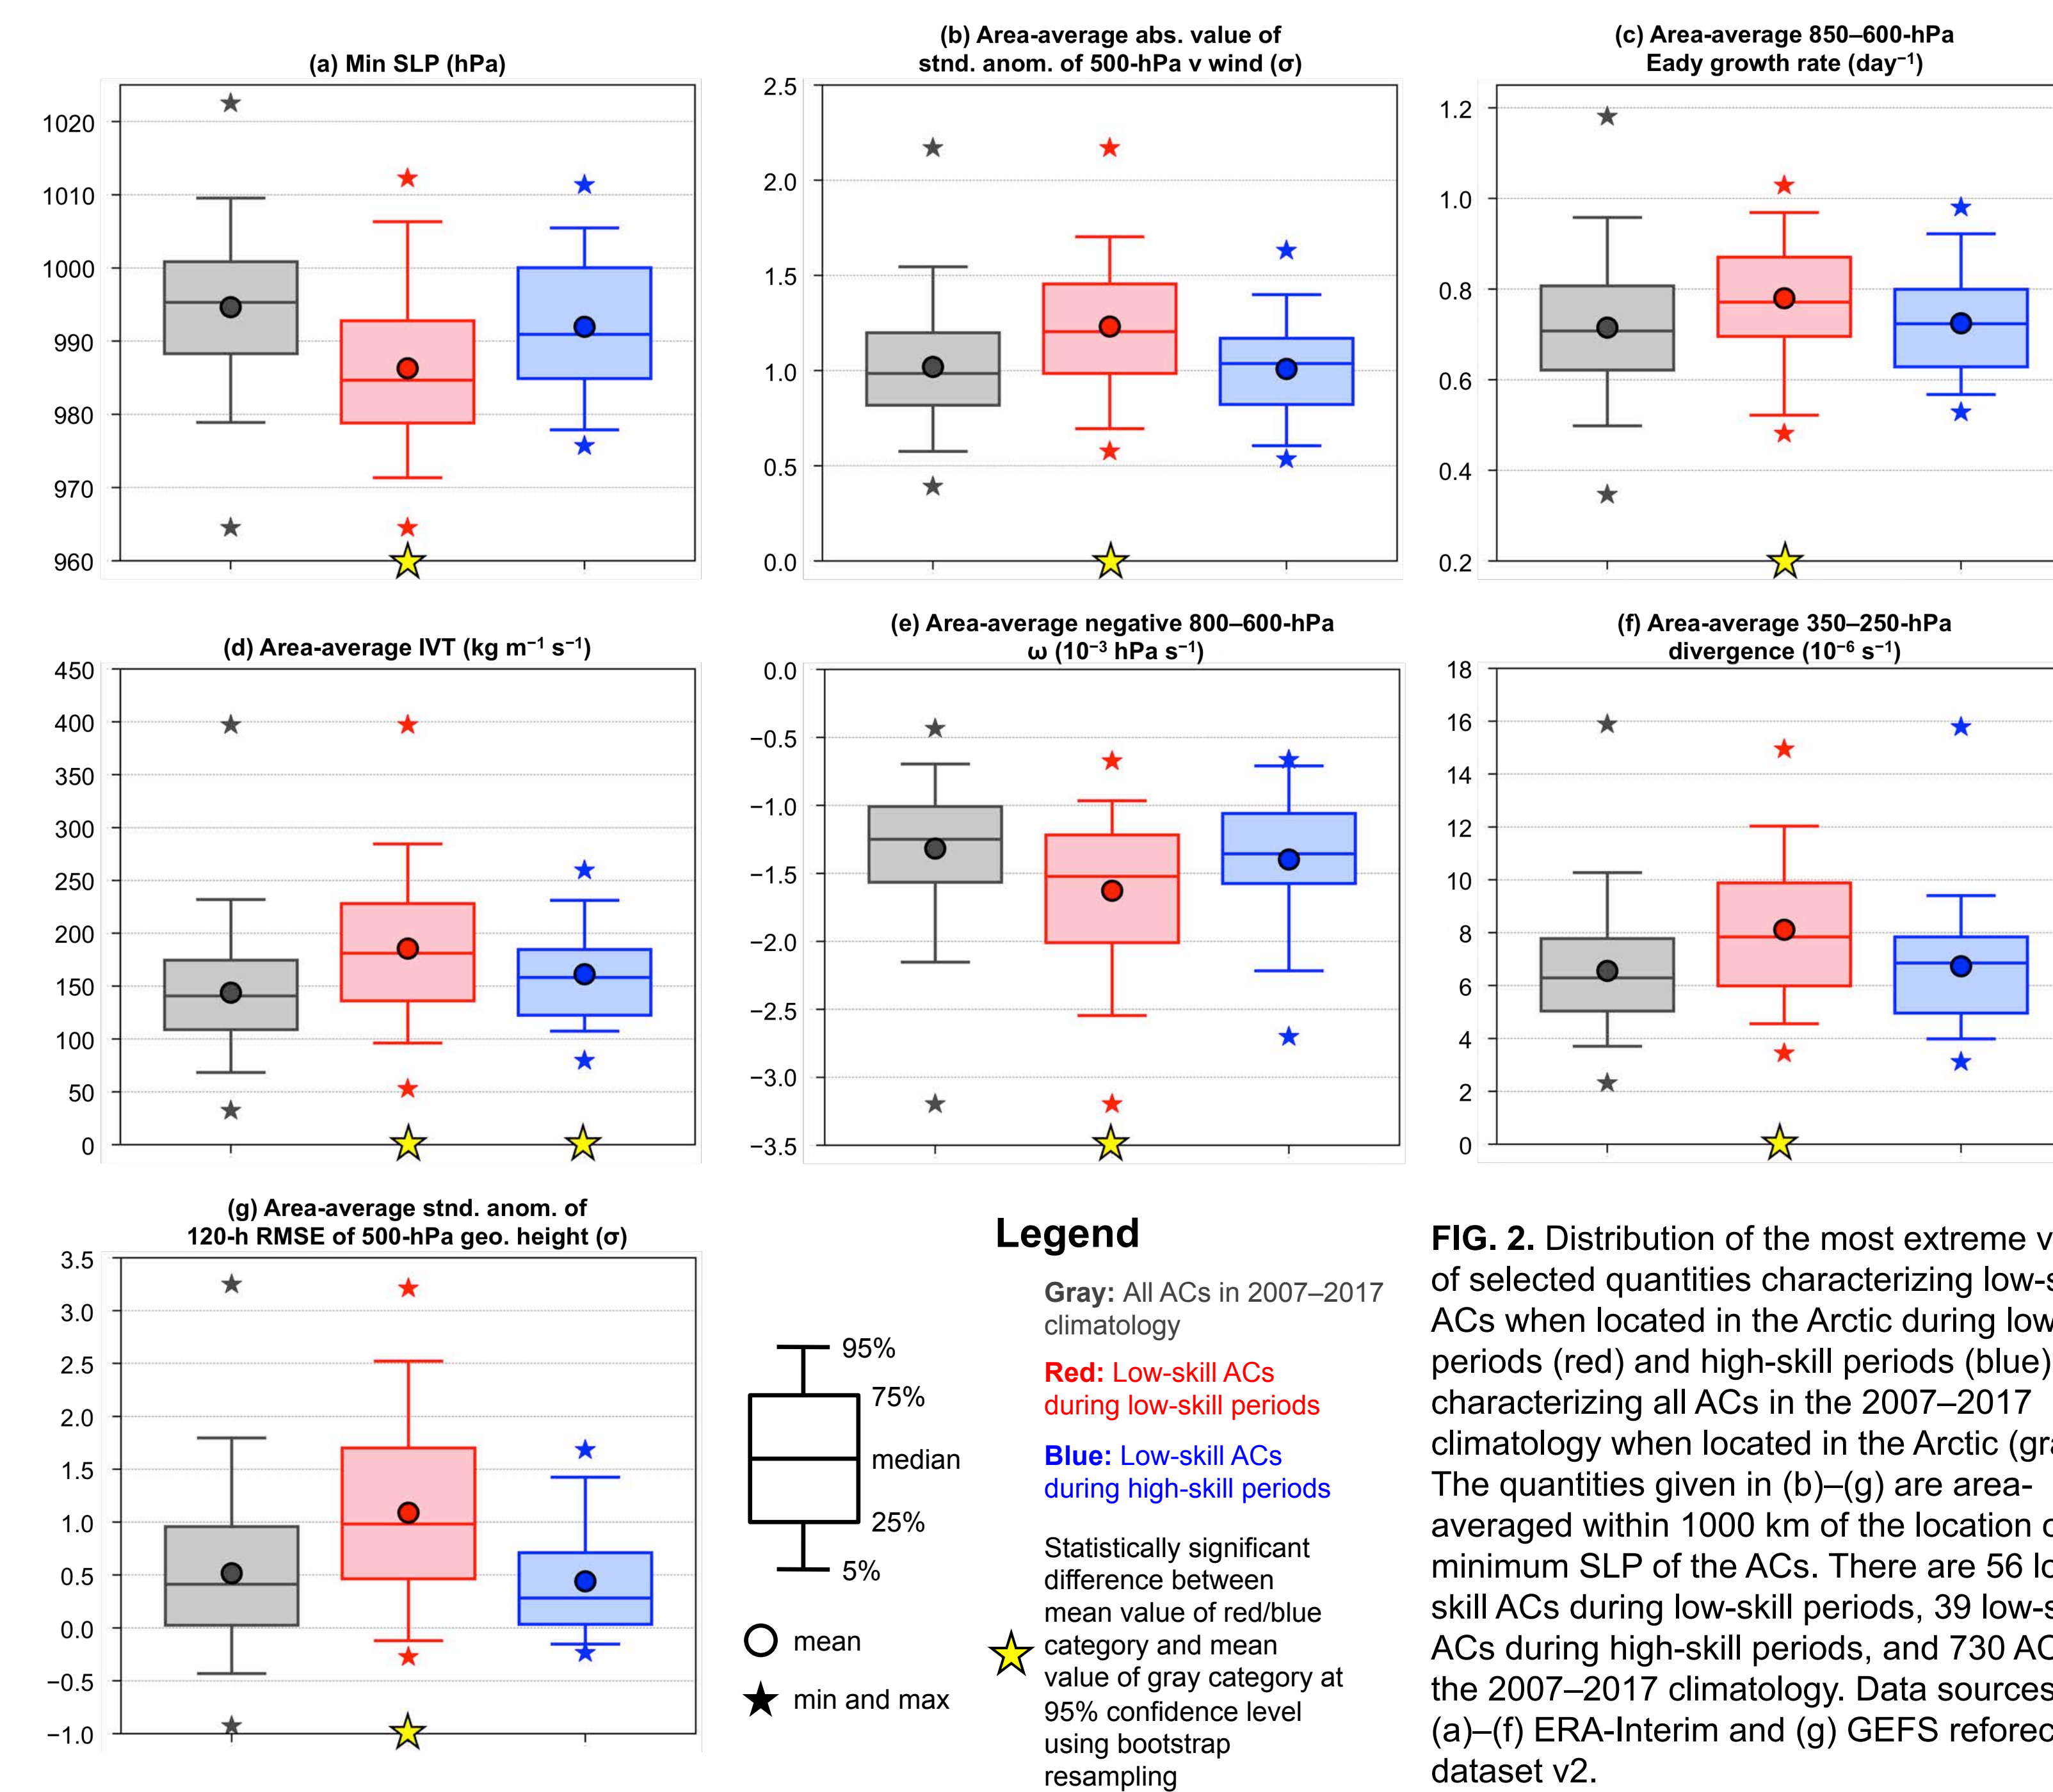 (a) Min SLP (hPa)
1020
1010
1000
990
980
970
960
(b) Area-average abs. value of
stnd. anom. of 500-hPa v wind (σ)
2.5
2.0
1.5
1.0
0.5
0.0
(c) Area-average 850–600-hPa
Eady growth rate (day⁻¹)
1.2
1.0
0.8
0.6
0.4
0.2
(d) Area-average IVT (kg m⁻¹ s⁻¹)
450
400
350
300
250
200
150
100
50
0
(e) Area-average negative 800–600-hPa
ω (10⁻³ hPa s⁻¹)
0.0
−0.5
−1.0
−1.5
−2.0
−2.5
−3.0
−3.5
(f) Area-average 350–250-hPa
divergence (10⁻⁶ s⁻¹)
18
16
14
12
10
8
6
4
2
0
(g) Area-average stnd. anom. of
120-h RMSE of 500-hPa geo. height (σ)
3.5
3.0
2.5
2.0
1.5
1.0
0.5
0.0
−0.5
−1.0
Legend
95%
75%
median
25%
5%
mean
min and max
Gray: All ACs in 2007–2017
climatology
Red: Low-skill ACs
during low-skill periods
Blue: Low-skill ACs
during high-skill periods
Statistically significant
difference between
mean value of red/blue
category and mean
value of gray category at
95% confidence level
using bootstrap
resampling
FIG. 2. Distribution of the most extreme
of selected quantities characterizing
ACs when located in the Arctic during
periods (red) and high-skill periods (blue)
characterizing all ACs in the 2007–2017
climatology when located in the Arctic
The quantities given in (b)–(g) are area-
averaged within 1000 km of the location
minimum SLP of the ACs. There are 56
skill ACs during low-skill periods, 39
ACs during high-skill periods, and 730
the 2007–2017 climatology. Data sources
(a)–(f) ERA-Interim and (g) GEFS
dataset v2.